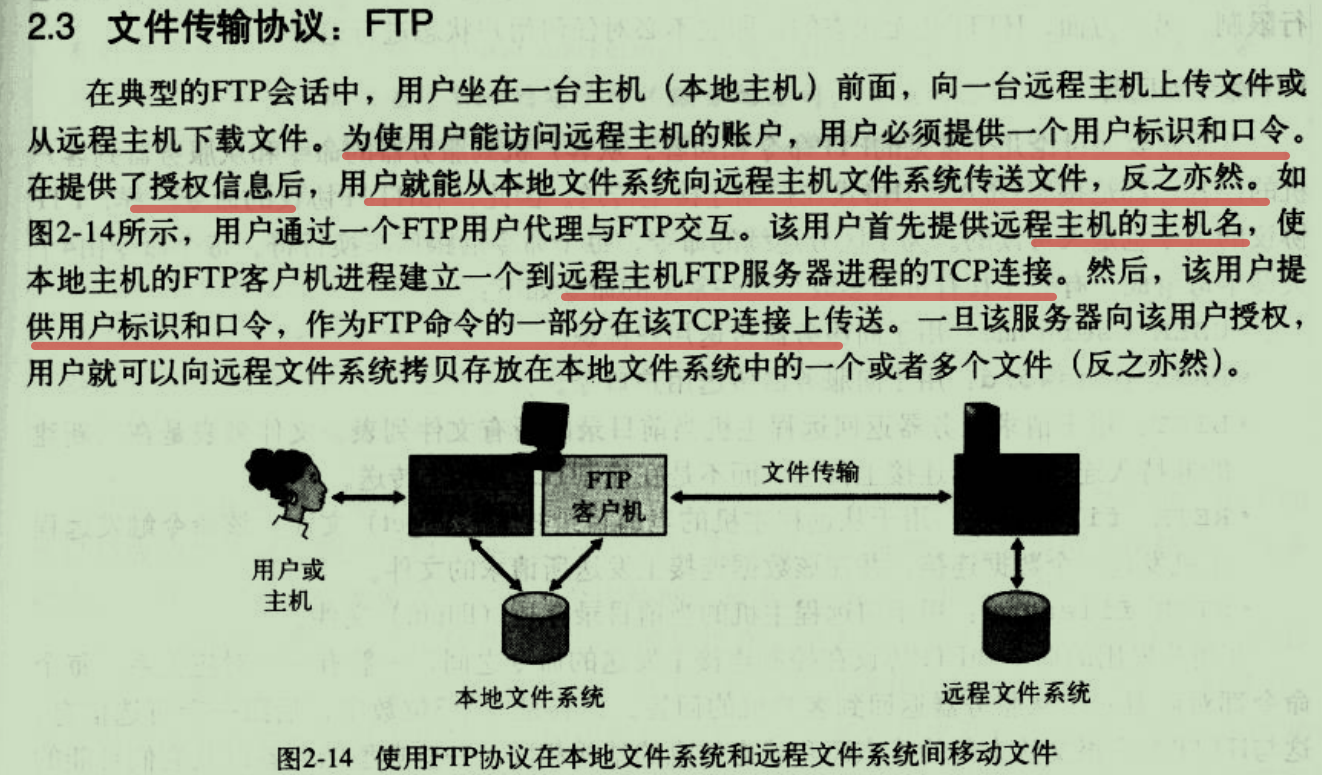 2.3 文件传输协议：FTP
在典型的FTP会话中，用户坐在一台主机（本地主机）前面，向一台远程主机上传文件或
从远程主机下载文件。为使用户能访问远程主机的账户，用户必须提供一个用户标识和口令。
在提供了授权信息后，用户就能从本地文件系统向远程主机文件系统传送文件，反之亦然。如
图2-14所示，用户通过一个FTP用户代理与FTP交互。该用户首先提供远程主机的主机名，使
本地主机的FTP客户机进程建立一个到远程主机FTP服务器进程的TCP连接。然后，该用户提
供用户标识和口令，作为FTP命令的一部分在该TCP连接上传送。一旦该服务器向该用户授权，
用户就可以向远程文件系统拷贝存放在本地文件系统中的一个或者多个文件（反之亦然）。
FTP
客户机
文件传输
用户或
主机
本地文件系统
远程文件系统
图2-14 使用FTP协议在本地文件系统和远程文件系统间移动文件